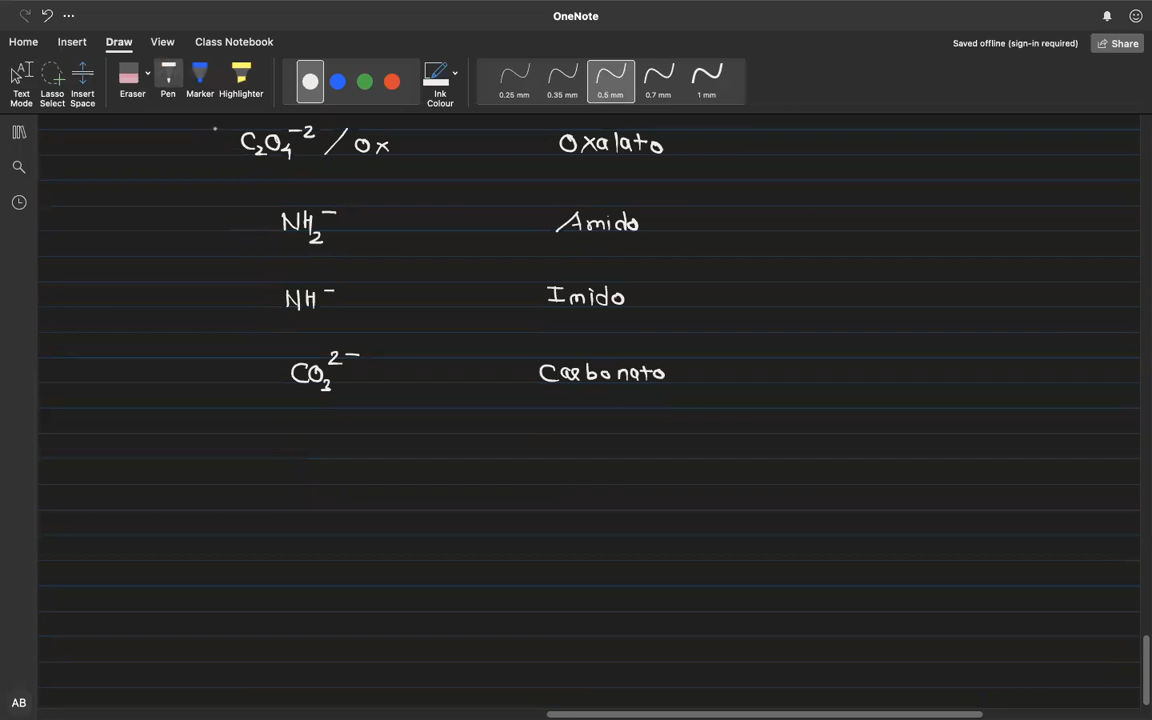 OneNote
Home Insert Draw View Class Notebook
Saved offline (sign-in required) Share
Text Mode Lasso Select Insert Space Eraser Pen Marker Highlighter Ink Colour 0.25 mm 0.35 mm 0.5 mm 0.7 mm 1 mm
C₂O₄⁻² / Ox Oxalato
NH₂⁻ Amido
NH⁻ Imido
CO₃²⁻ Carbonato
AB